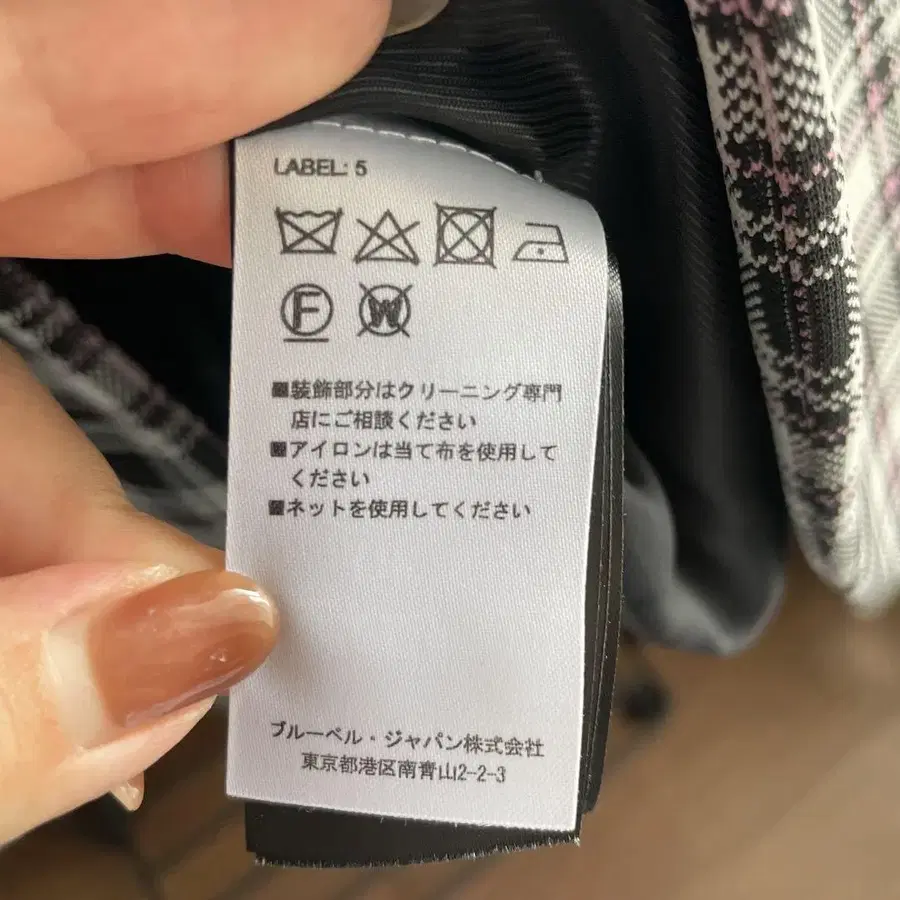 LABEL: 5
F W
■装飾部分はクリーニング専門
店にご相談ください
■アイロンは当て布を使用して
ください
■ネットを使用してください
ブルーベル・ジャパン株式会社
東京都港区南青山2-2-3